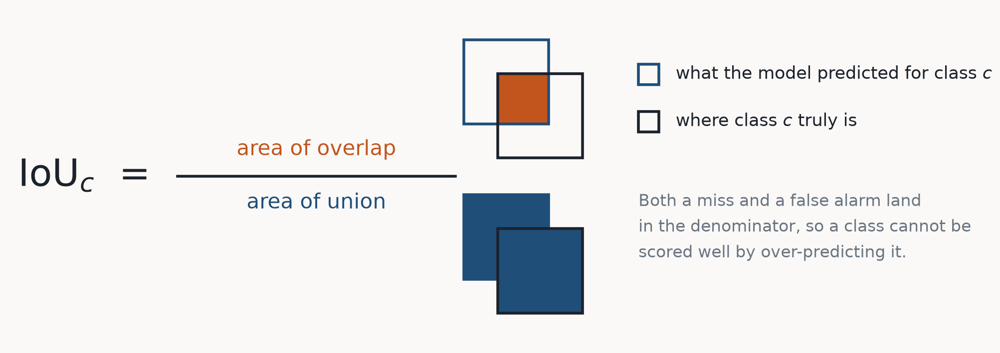 IoU_c =
area of overlap
area of union
what the model predicted for class c
where class c truly is
Both a miss and a false alarm land
in the denominator, so a class cannot be
scored well by over-predicting it.